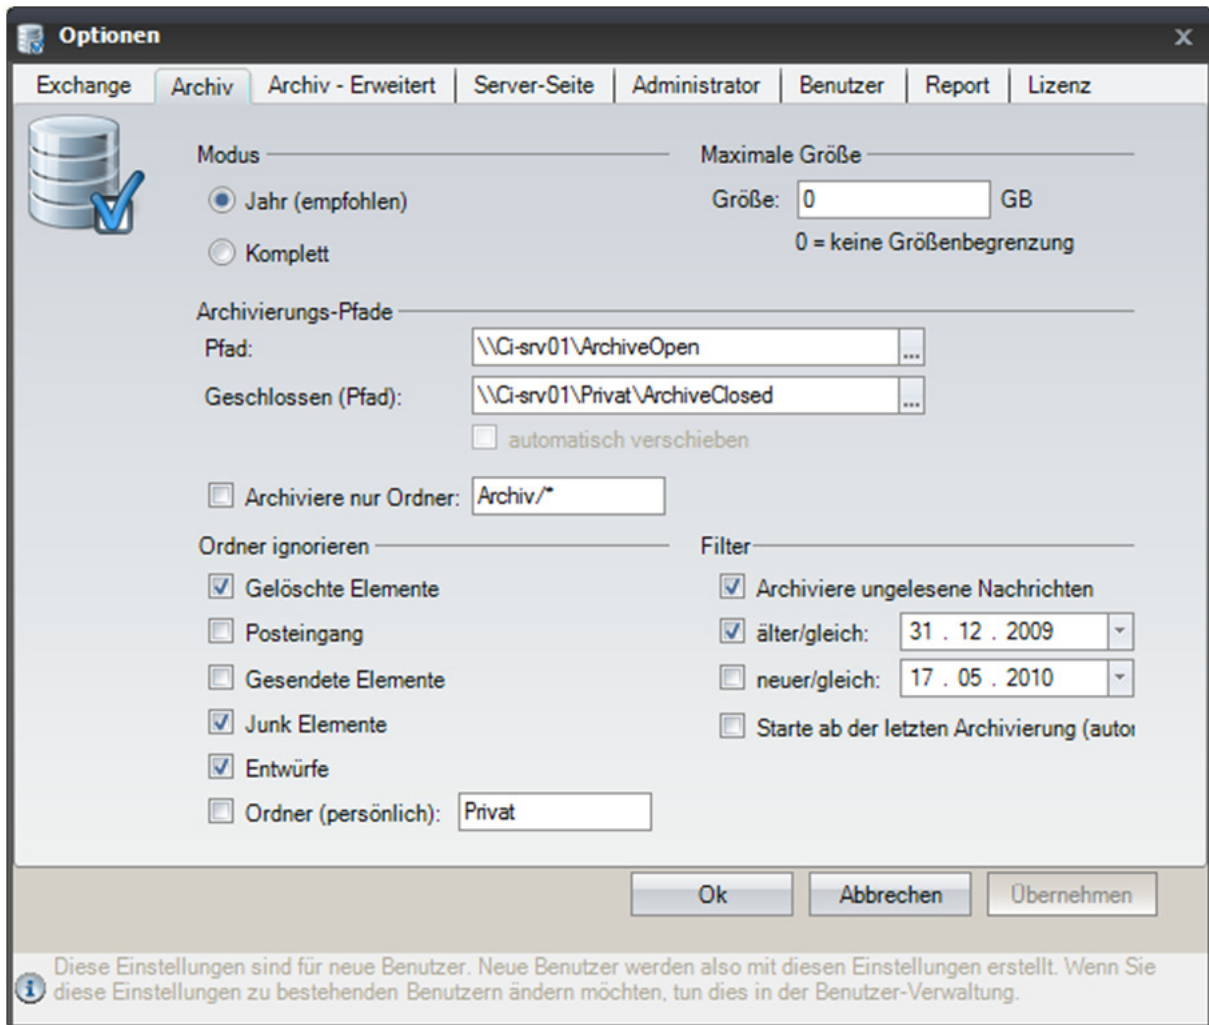 Optionen
Exchange Archiv Archiv - Erweitert Server-Seite Administrator Benutzer Report Lizenz
Modus
Jahr (empfohlen)
Komplett
Maximale Größe
Größe: 0 GB
0 = keine Größenbegrenzung
Archivierungs-Pfade
Pfad: \\Ci-srv01\ArchiveOpen ...
Geschlossen (Pfad): \\Ci-srv01\Privat\ArchiveClosed ...
automatisch verschieben
Archiviere nur Ordner: Archiv/*
Ordner ignorieren
Gelöschte Elemente
Posteingang
Gesendete Elemente
Junk Elemente
Entwürfe
Ordner (persönlich): Privat
Filter
Archiviere ungelesene Nachrichten
älter/gleich: 31 . 12 . 2009
neuer/gleich: 17 . 05 . 2010
Starte ab der letzten Archivierung (autor
Ok Abbrechen Übernehmen
Diese Einstellungen sind für neue Benutzer. Neue Benutzer werden also mit diesen Einstellungen erstellt. Wenn Sie
diese Einstellungen zu bestehenden Benutzern ändern möchten, tun dies in der Benutzer-Verwaltung.